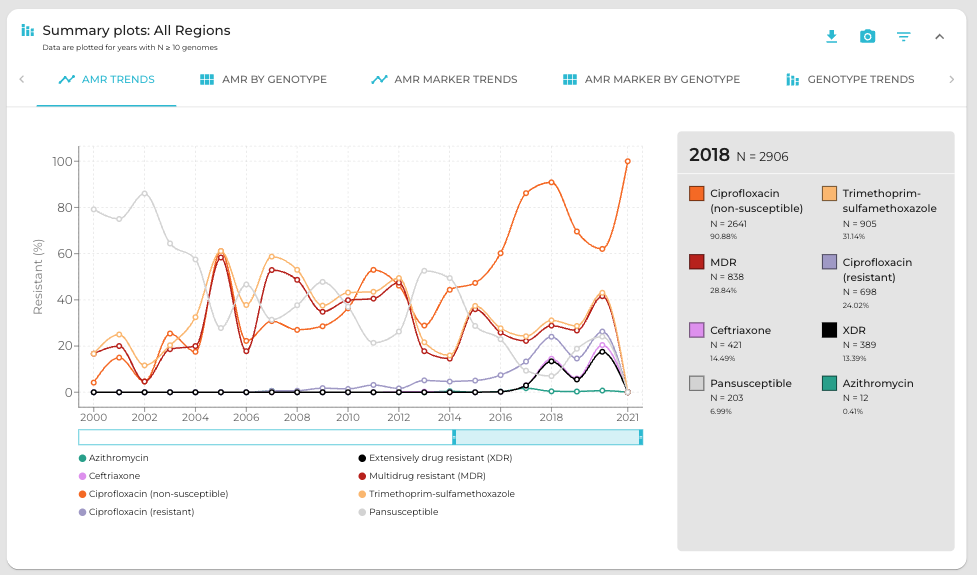 Summary plots: All Regions
Data are plotted for years with N ≥ 10 genomes
AMR TRENDS
AMR BY GENOTYPE
AMR MARKER TRENDS
AMR MARKER BY GENOTYPE
GENOTYPE TRENDS
Resistant (%)
100
80
60
40
20
0
2000
2002
2004
2006
2008
2010
2012
2014
2016
2018
2021
Azithromycin
Extensively drug resistant (XDR)
Ceftriaxone
Multidrug resistant (MDR)
Ciprofloxacin (non-susceptible)
Trimethoprim-sulfamethoxazole
Ciprofloxacin (resistant)
Pansusceptible
2018 N = 2906
Ciprofloxacin
(non-susceptible)
N = 2641
90.88%
Trimethoprim-
sulfamethoxazole
N = 905
31.14%
MDR
N = 838
28.84%
Ciprofloxacin
(resistant)
N = 698
24.02%
Ceftriaxone
N = 421
14.49%
XDR
N = 389
13.39%
Pansusceptible
N = 203
6.99%
Azithromycin
N = 12
0.41%